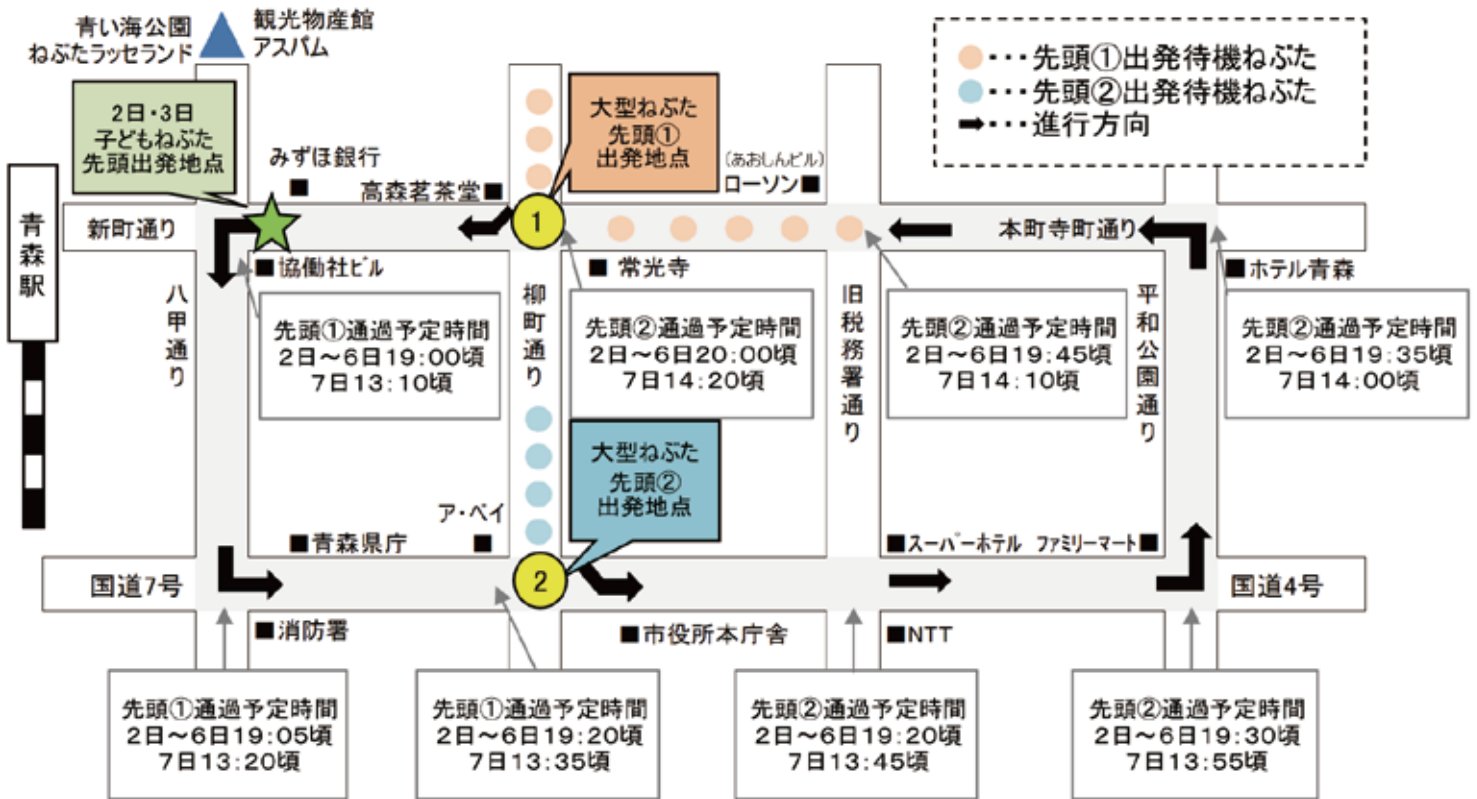 青い海公園
ねぶたラッセランド
観光物産館
アスパム
●・・・先頭①出発待機ねぶた
●・・・先頭②出発待機ねぶた
➡・・・進行方向
2日・3日
子どもねぶた
先頭出発地点
大型ねぶた
先頭①
出発地点
みずほ銀行
■
高森茗茶堂■
(あおしんビル)
ローソン■
青森駅
新町通り
1
本町寺町通り
■協働社ビル
■ 常光寺
■ホテル青森
八甲通り
柳町通り
旧税務署通り
平和公園通り
先頭①通過予定時間
2日～6日19:00頃
7日13:10頃
先頭②通過予定時間
2日～6日20:00頃
7日14:20頃
先頭②通過予定時間
2日～6日19:45頃
7日14:10頃
先頭②通過予定時間
2日～6日19:35頃
7日14:00頃
大型ねぶた
先頭②
出発地点
■青森県庁
ア・ベイ
■
■スーパーホテル
ファミリーマート■
国道7号
2
国道4号
■消防署
■市役所本庁舎
■NTT
先頭①通過予定時間
2日～6日19:05頃
7日13:20頃
先頭①通過予定時間
2日～6日19:20頃
7日13:35頃
先頭②通過予定時間
2日～6日19:20頃
7日13:45頃
先頭②通過予定時間
2日～6日19:30頃
7日13:55頃